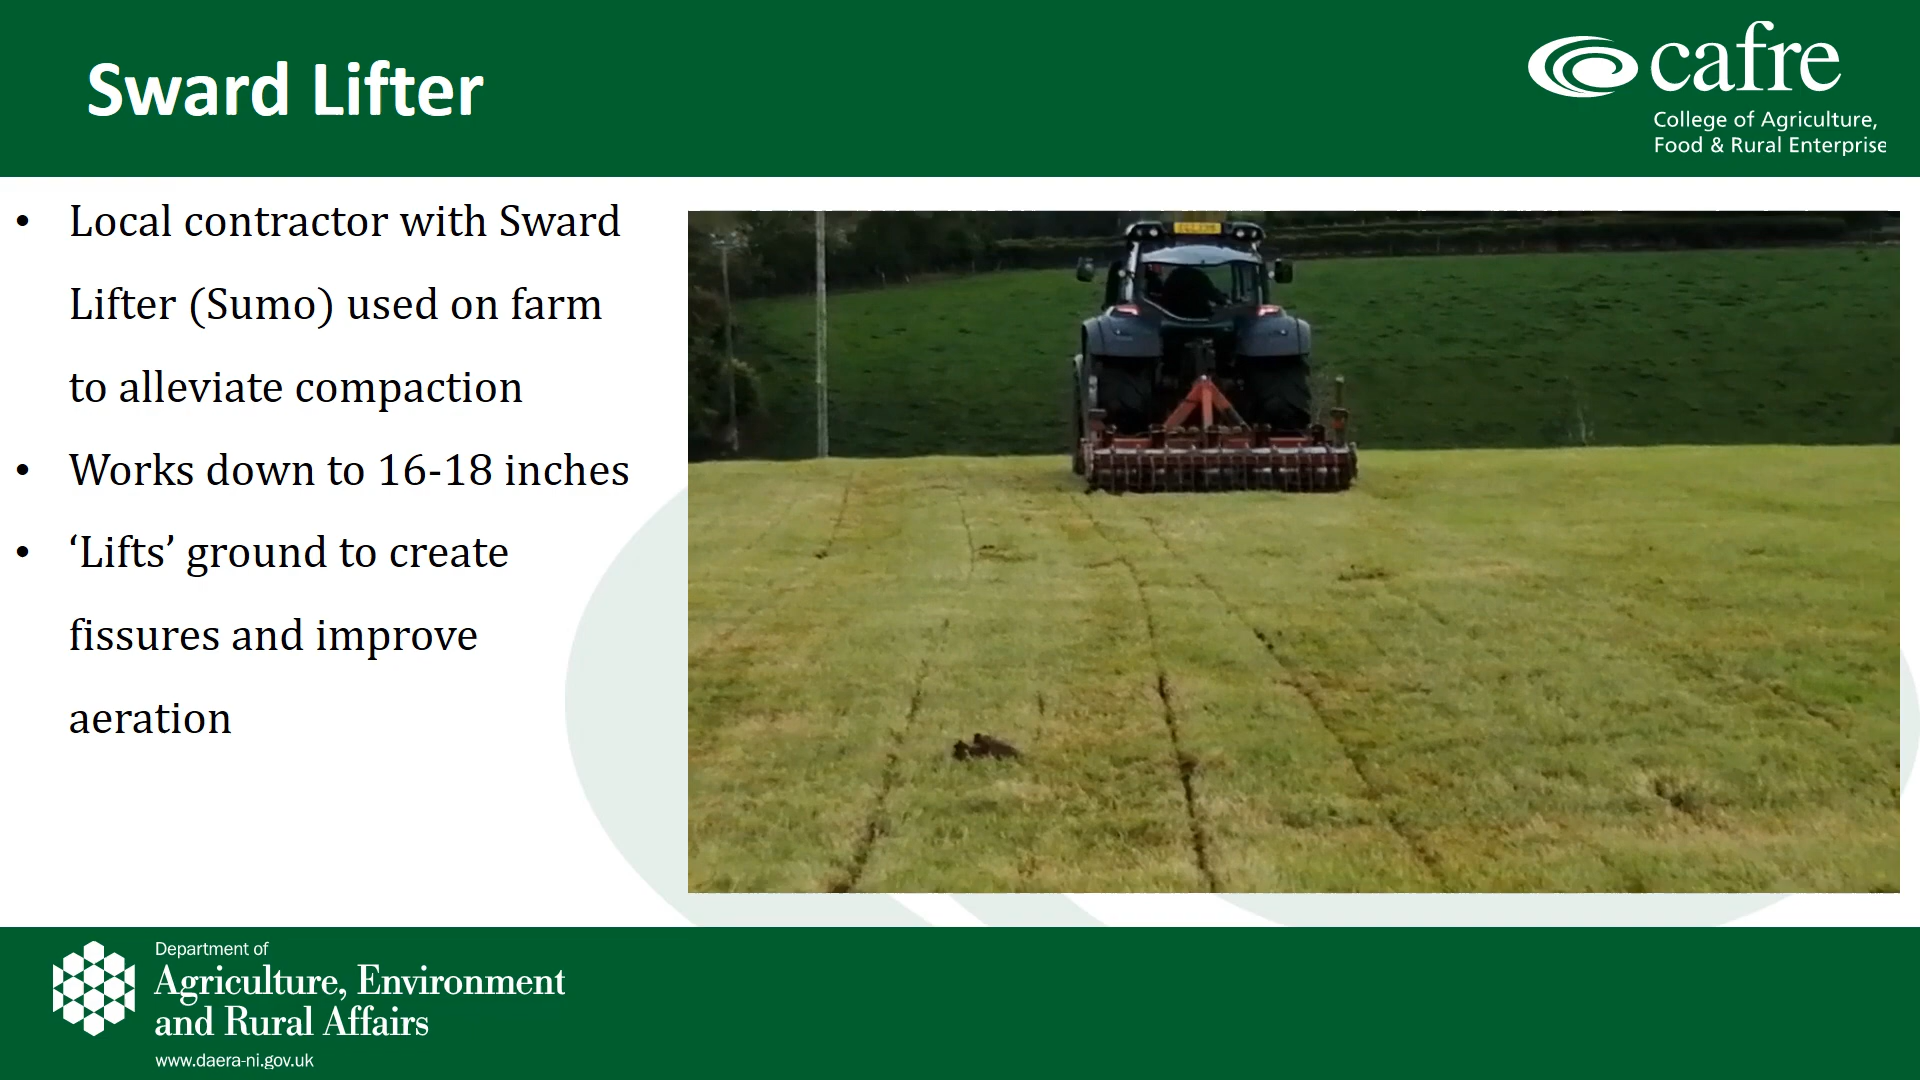 Sward Lifter
cafre
College of Agriculture,
Food & Rural Enterprise
• Local contractor with Sward
Lifter (Sumo) used on farm
to alleviate compaction
• Works down to 16-18 inches
• ‘Lifts’ ground to create
fissures and improve
aeration
Department of
Agriculture, Environment
and Rural Affairs
www.daera-ni.gov.uk